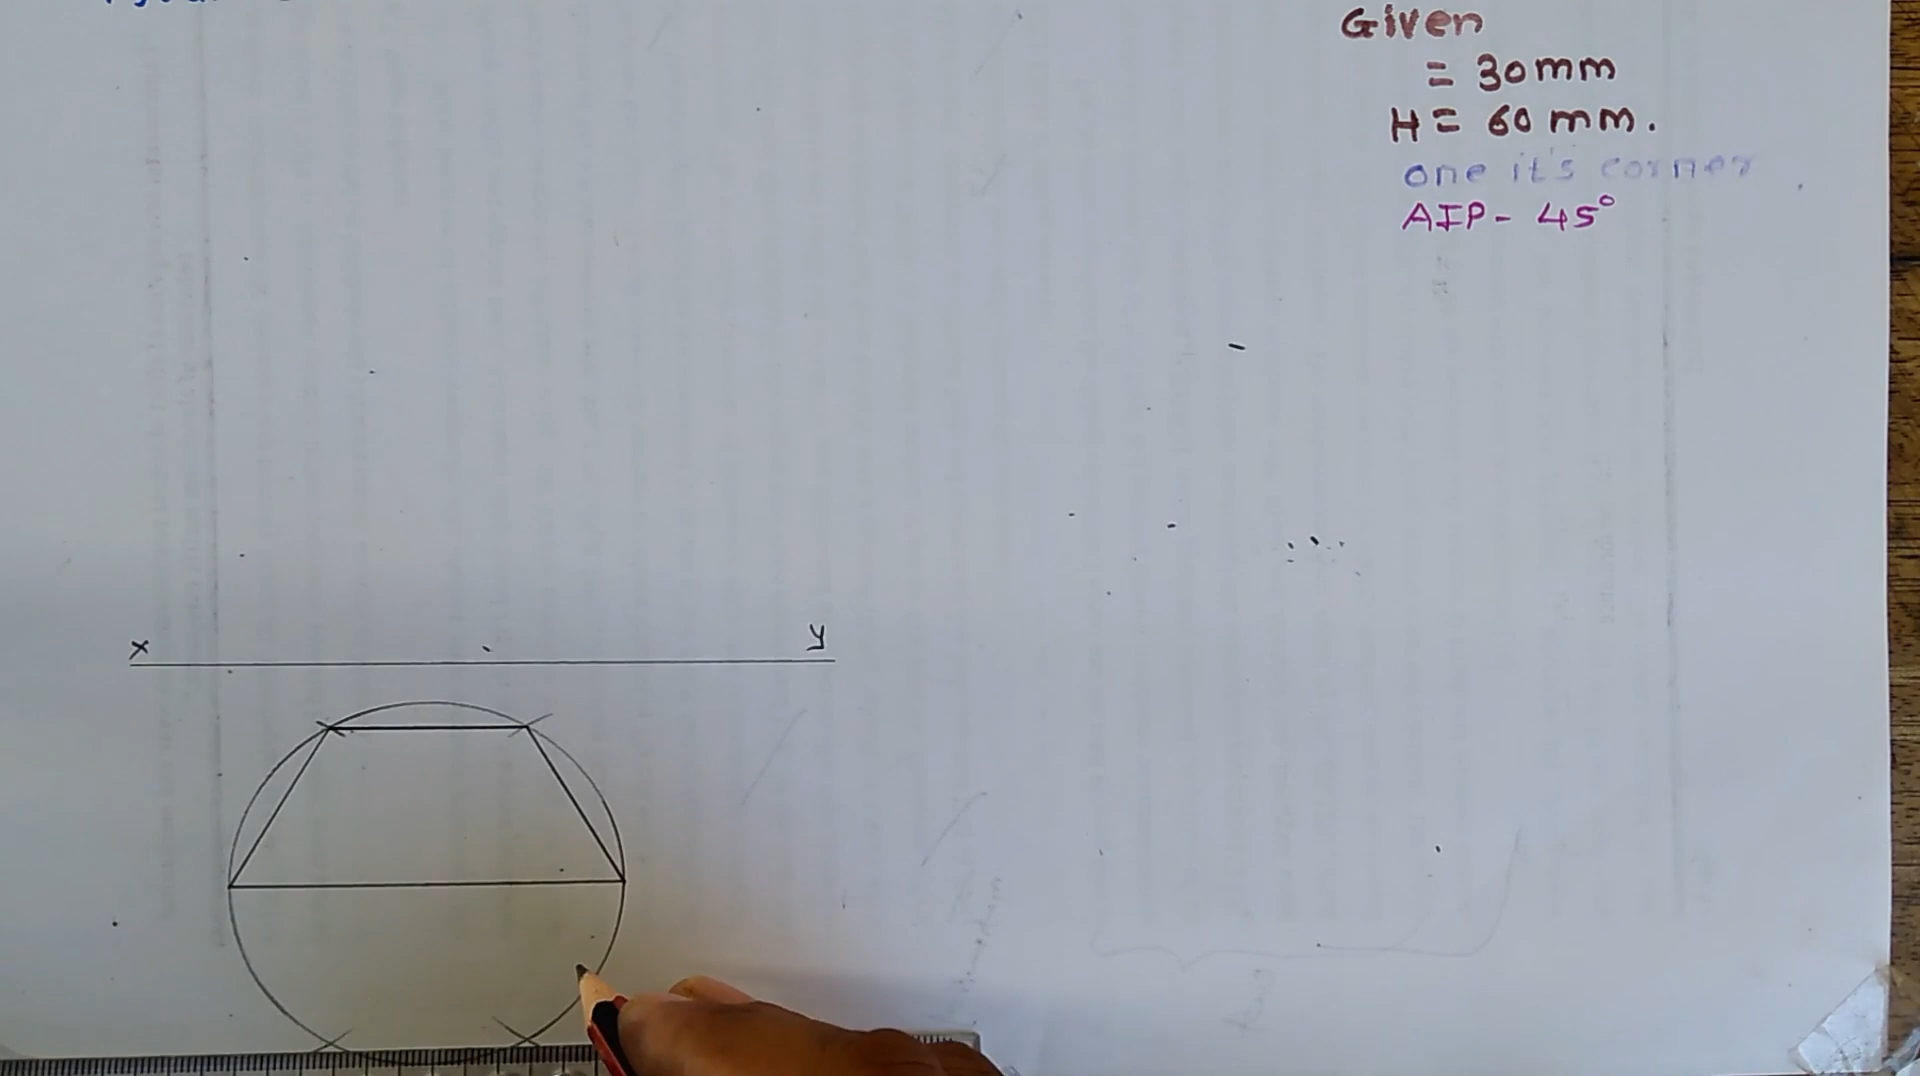 Given
= 30mm
H = 60 mm.
one it's corner
AIP - 45°
x y